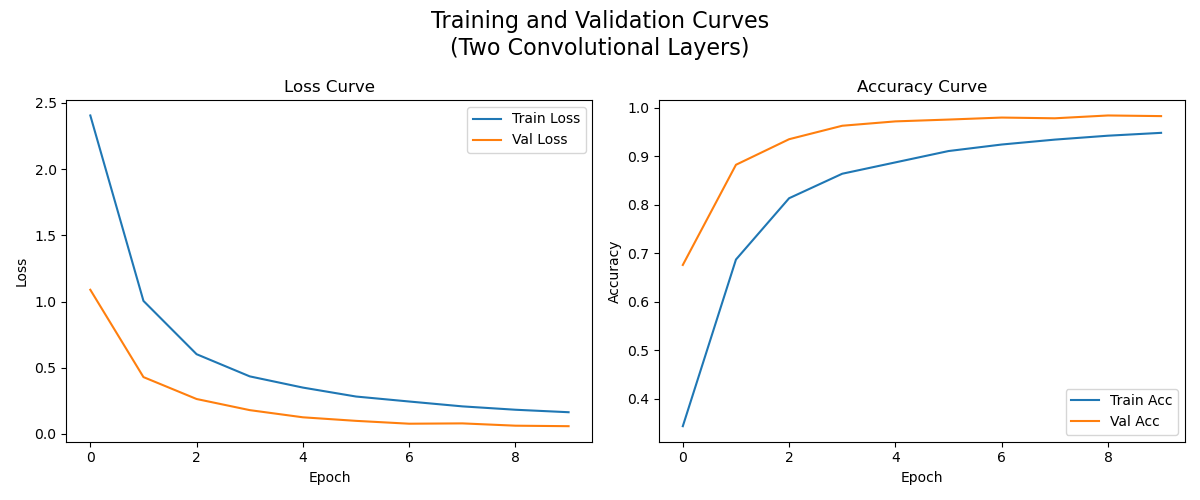 Training and Validation Curves
(Two Convolutional Layers)
Loss Curve
2.5
2.0
1.5
1.0
0.5
0.0
Loss
0
2
4
6
8
Epoch
Train Loss
Val Loss
Accuracy Curve
1.0
0.9
0.8
0.7
0.6
0.5
0.4
Accuracy
0
2
4
6
8
Epoch
Train Acc
Val Acc